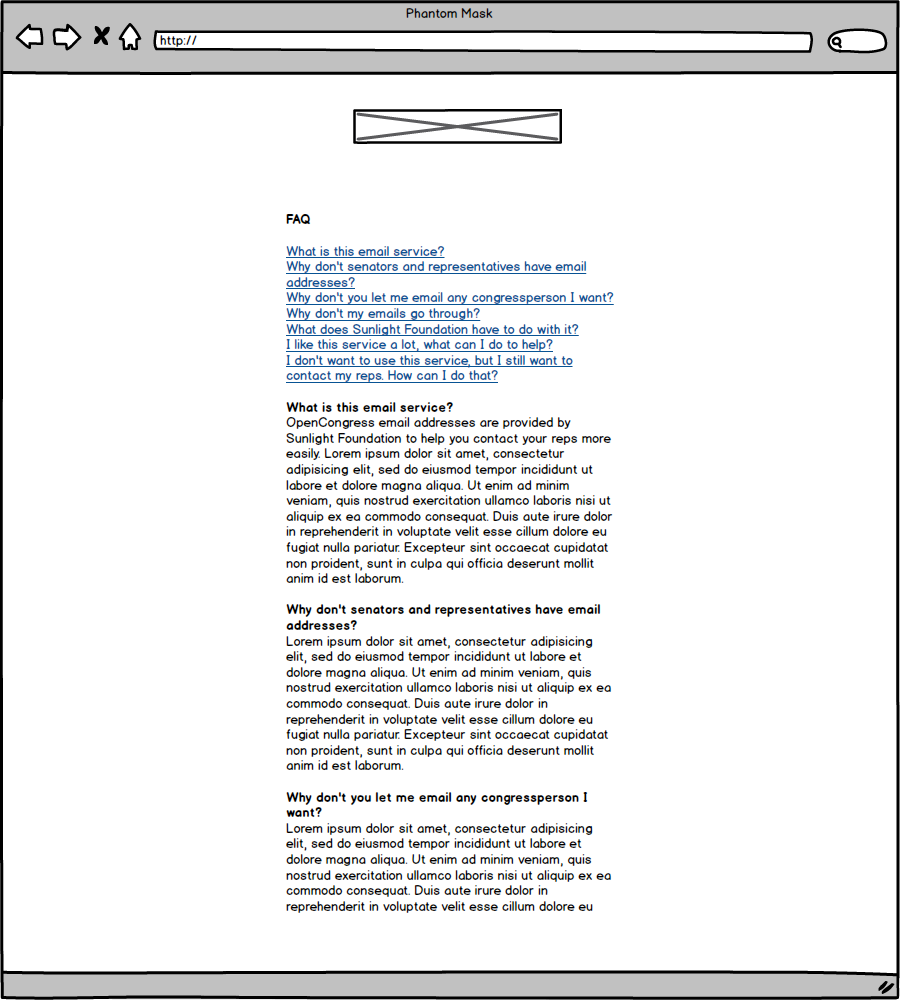 Phantom Mask
http://
FAQ
What is this email service?
Why don't senators and representatives have email
addresses?
Why don't you let me email any congressperson I want?
Why don't my emails go through?
What does Sunlight Foundation have to do with it?
I like this service a lot, what can I do to help?
I don't want to use this service, but I still want to
contact my reps. How can I do that?
What is this email service?
OpenCongress email addresses are provided by
Sunlight Foundation to help you contact your reps more
easily. Lorem ipsum dolor sit amet, consectetur
adipisicing elit, sed do eiusmod tempor incididunt ut
labore et dolore magna aliqua. Ut enim ad minim
veniam, quis nostrud exercitation ullamco laboris nisi ut
aliquip ex ea commodo consequat. Duis aute irure dolor
in reprehenderit in voluptate velit esse cillum dolore eu
fugiat nulla pariatur. Excepteur sint occaecat cupidatat
non proident, sunt in culpa qui officia deserunt mollit
anim id est laborum.
Why don't senators and representatives have email
addresses?
Lorem ipsum dolor sit amet, consectetur adipisicing
elit, sed do eiusmod tempor incididunt ut labore et
dolore magna aliqua. Ut enim ad minim veniam, quis
nostrud exercitation ullamco laboris nisi ut aliquip ex ea
commodo consequat. Duis aute irure dolor in
reprehenderit in voluptate velit esse cillum dolore eu
fugiat nulla pariatur. Excepteur sint occaecat cupidatat
non proident, sunt in culpa qui officia deserunt mollit
anim id est laborum.
Why don't you let me email any congressperson I
want?
Lorem ipsum dolor sit amet, consectetur adipisicing
elit, sed do eiusmod tempor incididunt ut labore et
dolore magna aliqua. Ut enim ad minim veniam, quis
nostrud exercitation ullamco laboris nisi ut aliquip ex ea
commodo consequat. Duis aute irure dolor in
reprehenderit in voluptate velit esse cillum dolore eu